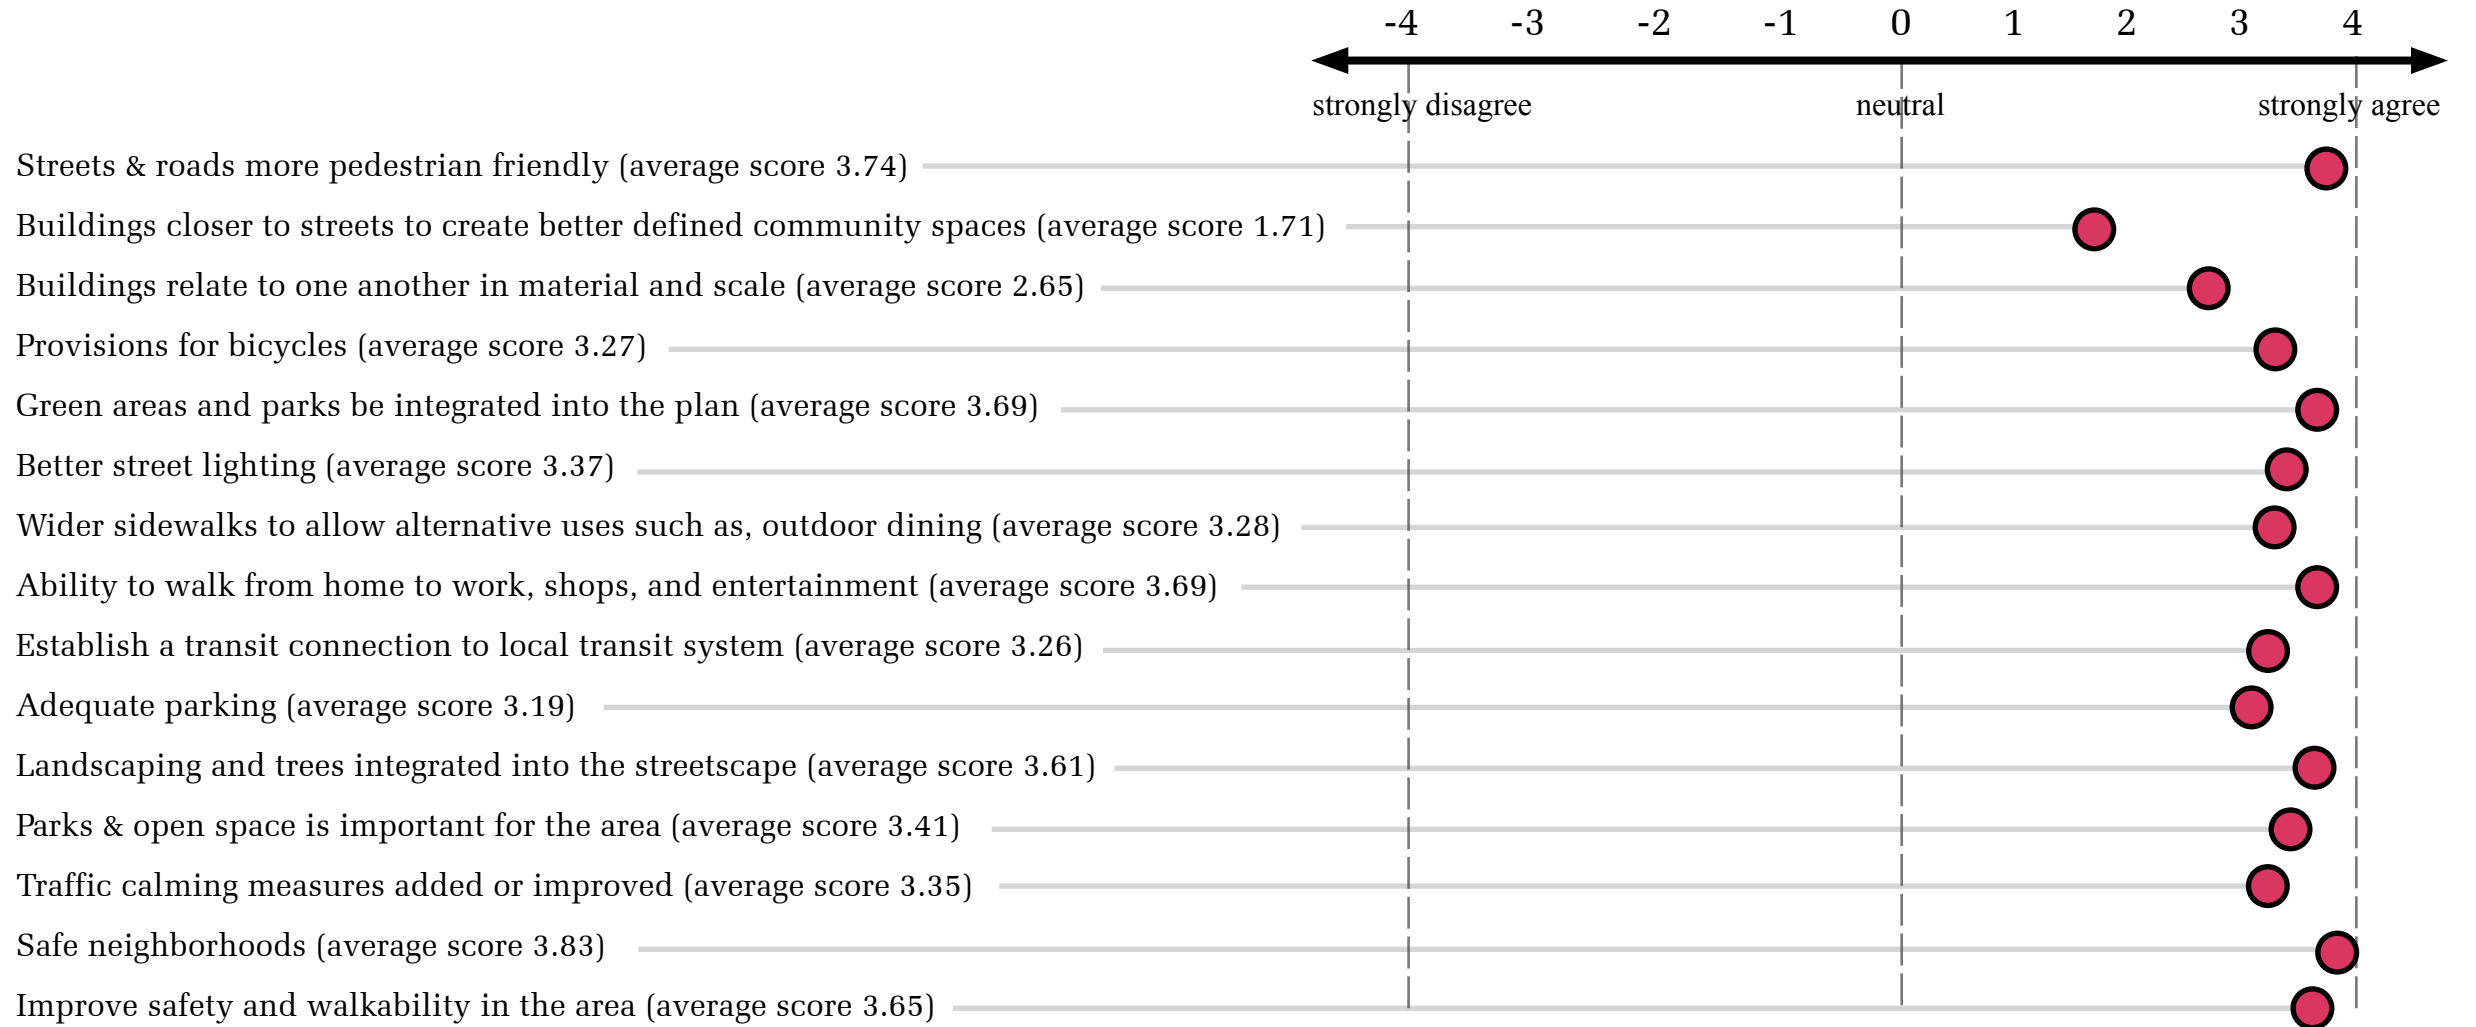 -4 -3 -2 -1 0 1 2 3 4
strongly disagree neutral strongly agree
Streets & roads more pedestrian friendly (average score 3.74)
Buildings closer to streets to create better defined community spaces (average score 1.71)
Buildings relate to one another in material and scale (average score 2.65)
Provisions for bicycles (average score 3.27)
Green areas and parks be integrated into the plan (average score 3.69)
Better street lighting (average score 3.37)
Wider sidewalks to allow alternative uses such as, outdoor dining (average score 3.28)
Ability to walk from home to work, shops, and entertainment (average score 3.69)
Establish a transit connection to local transit system (average score 3.26)
Adequate parking (average score 3.19)
Landscaping and trees integrated into the streetscape (average score 3.61)
Parks & open space is important for the area (average score 3.41)
Traffic calming measures added or improved (average score 3.35)
Safe neighborhoods (average score 3.83)
Improve safety and walkability in the area (average score 3.65)